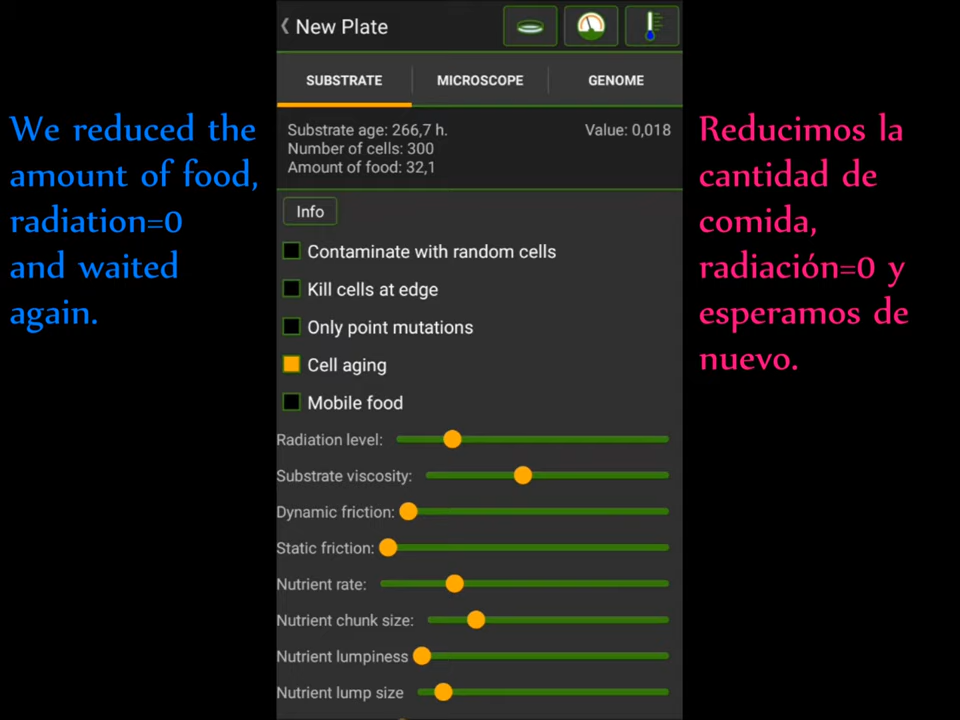 New Plate
SUBSTRATE
MICROSCOPE
GENOME
Substrate age: 266,7 h.
Value: 0,018
Number of cells: 300
Amount of food: 32,1
Info
Contaminate with random cells
Kill cells at edge
Only point mutations
Cell aging
Mobile food
Radiation level:
Substrate viscosity:
Dynamic friction:
Static friction:
Nutrient rate:
Nutrient chunk size:
Nutrient lumpiness
Nutrient lump size
We reduced the
amount of food,
radiation=0
and waited
again.
Reducimos la
cantidad de
comida,
radiación=0 y
esperamos de
nuevo.